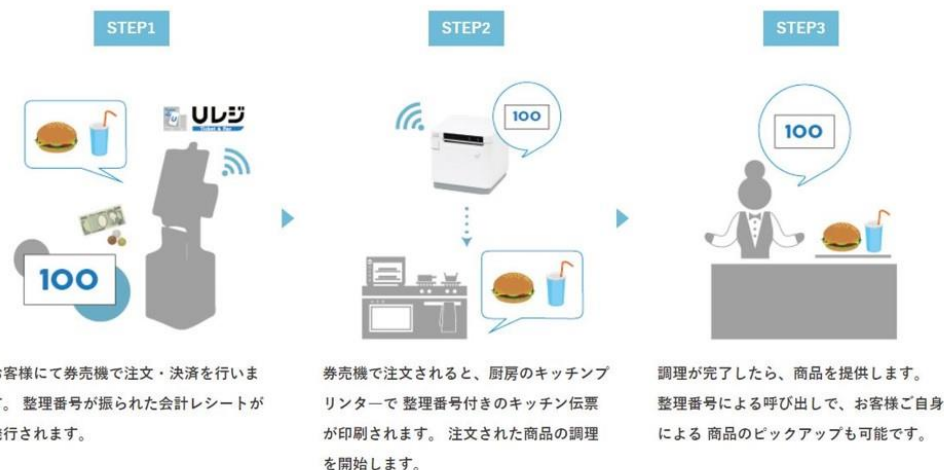 STEP1
STEP2
STEP3
Uレジ
Ticket & Pay
100
100
100
お客様にて券売機で注文・決済を行いま
す。 整理番号が振られた会計レシートが
発行されます。
券売機で注文されると、厨房のキッチンプ
リンタ―で 整理番号付きのキッチン伝票
が印刷されます。 注文された商品の調理
を開始します。
調理が完了したら、商品を提供します。
整理番号による呼び出しで、お客様ご自身
による 商品のピックアップも可能です。